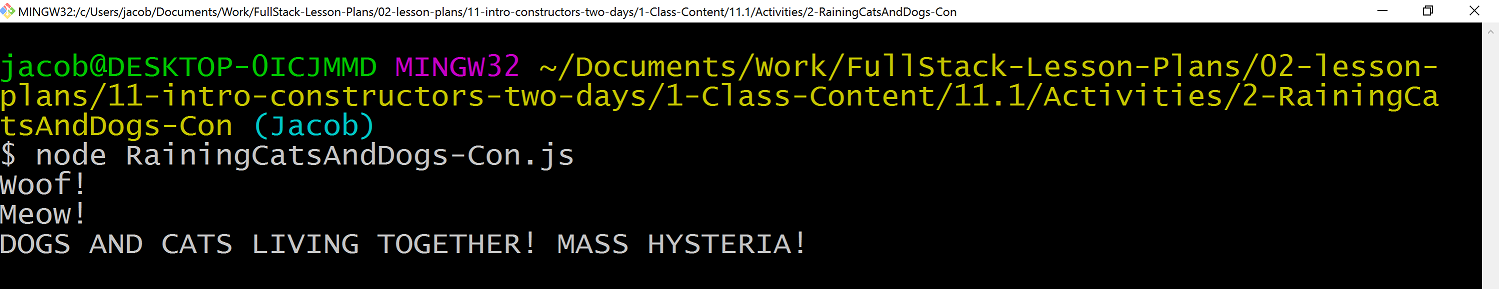 MINGW32:/c/Users/jacob/Documents/Work/FullStack-Lesson-Plans/02-lesson-plans/11-intro-constructors-two-days/1-Class-Content/11.1/Activities/2-RainingCatsAndDogs-Con
jacob@DESKTOP-0ICJMMD MINGW32 ~/Documents/Work/FullStack-Lesson-Plans/02-lesson-
plans/11-intro-constructors-two-days/1-Class-Content/11.1/Activities/2-RainingCa
tsAndDogs-Con (Jacob)
$ node RainingCatsAndDogs-Con.js
Woof!
Meow!
DOGS AND CATS LIVING TOGETHER! MASS HYSTERIA!